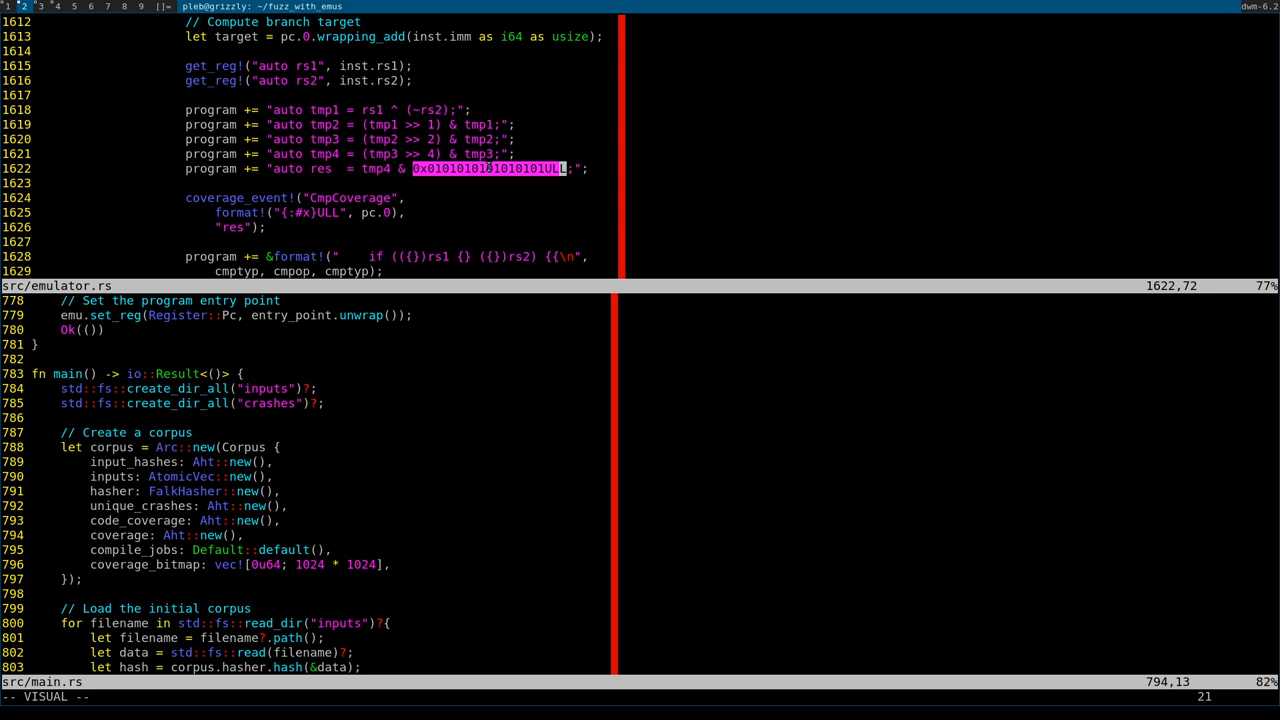 1 2 3 4 5 6 7 8 9 []= pleb@grizzly: ~/fuzz_with_emus dwm-6.2
1612 // Compute branch target
1613 let target = pc.0.wrapping_add(inst.imm as i64 as usize);
1614
1615 get_reg!("auto rs1", inst.rs1);
1616 get_reg!("auto rs2", inst.rs2);
1617
1618 program += "auto tmp1 = rs1 ^ (~rs2);";
1619 program += "auto tmp2 = (tmp1 >> 1) & tmp1;";
1620 program += "auto tmp3 = (tmp2 >> 2) & tmp2;";
1621 program += "auto tmp4 = (tmp3 >> 4) & tmp3;";
1622 program += "auto res  = tmp4 & 0x0101010101010101ULL;";
1623
1624 coverage_event!("CmpCoverage",
1625 format!("{:#x}ULL", pc.0),
1626 "res");
1627
1628 program += &format!("    if (({})rs1 {} ({})rs2) {{\n",
1629 cmptyp, cmpop, cmptyp);
src/emulator.rs 1622,72 77%
778 // Set the program entry point
779 emu.set_reg(Register::Pc, entry_point.unwrap());
780 Ok(())
781 }
782
783 fn main() -> io::Result<()> {
784 std::fs::create_dir_all("inputs")?;
785 std::fs::create_dir_all("crashes")?;
786
787 // Create a corpus
788 let corpus = Arc::new(Corpus {
789 input_hashes: Aht::new(),
790 inputs: AtomicVec::new(),
791 hasher: FalkHasher::new(),
792 unique_crashes: Aht::new(),
793 code_coverage: Aht::new(),
794 coverage: Aht::new(),
795 compile_jobs: Default::default(),
796 coverage_bitmap: vec![0u64; 1024 * 1024],
797 });
798
799 // Load the initial corpus
800 for filename in std::fs::read_dir("inputs")?{
801 let filename = filename?.path();
802 let data = std::fs::read(filename)?;
803 let hash = corpus.hasher.hash(&data);
src/main.rs 794,13 82%
-- VISUAL -- 21